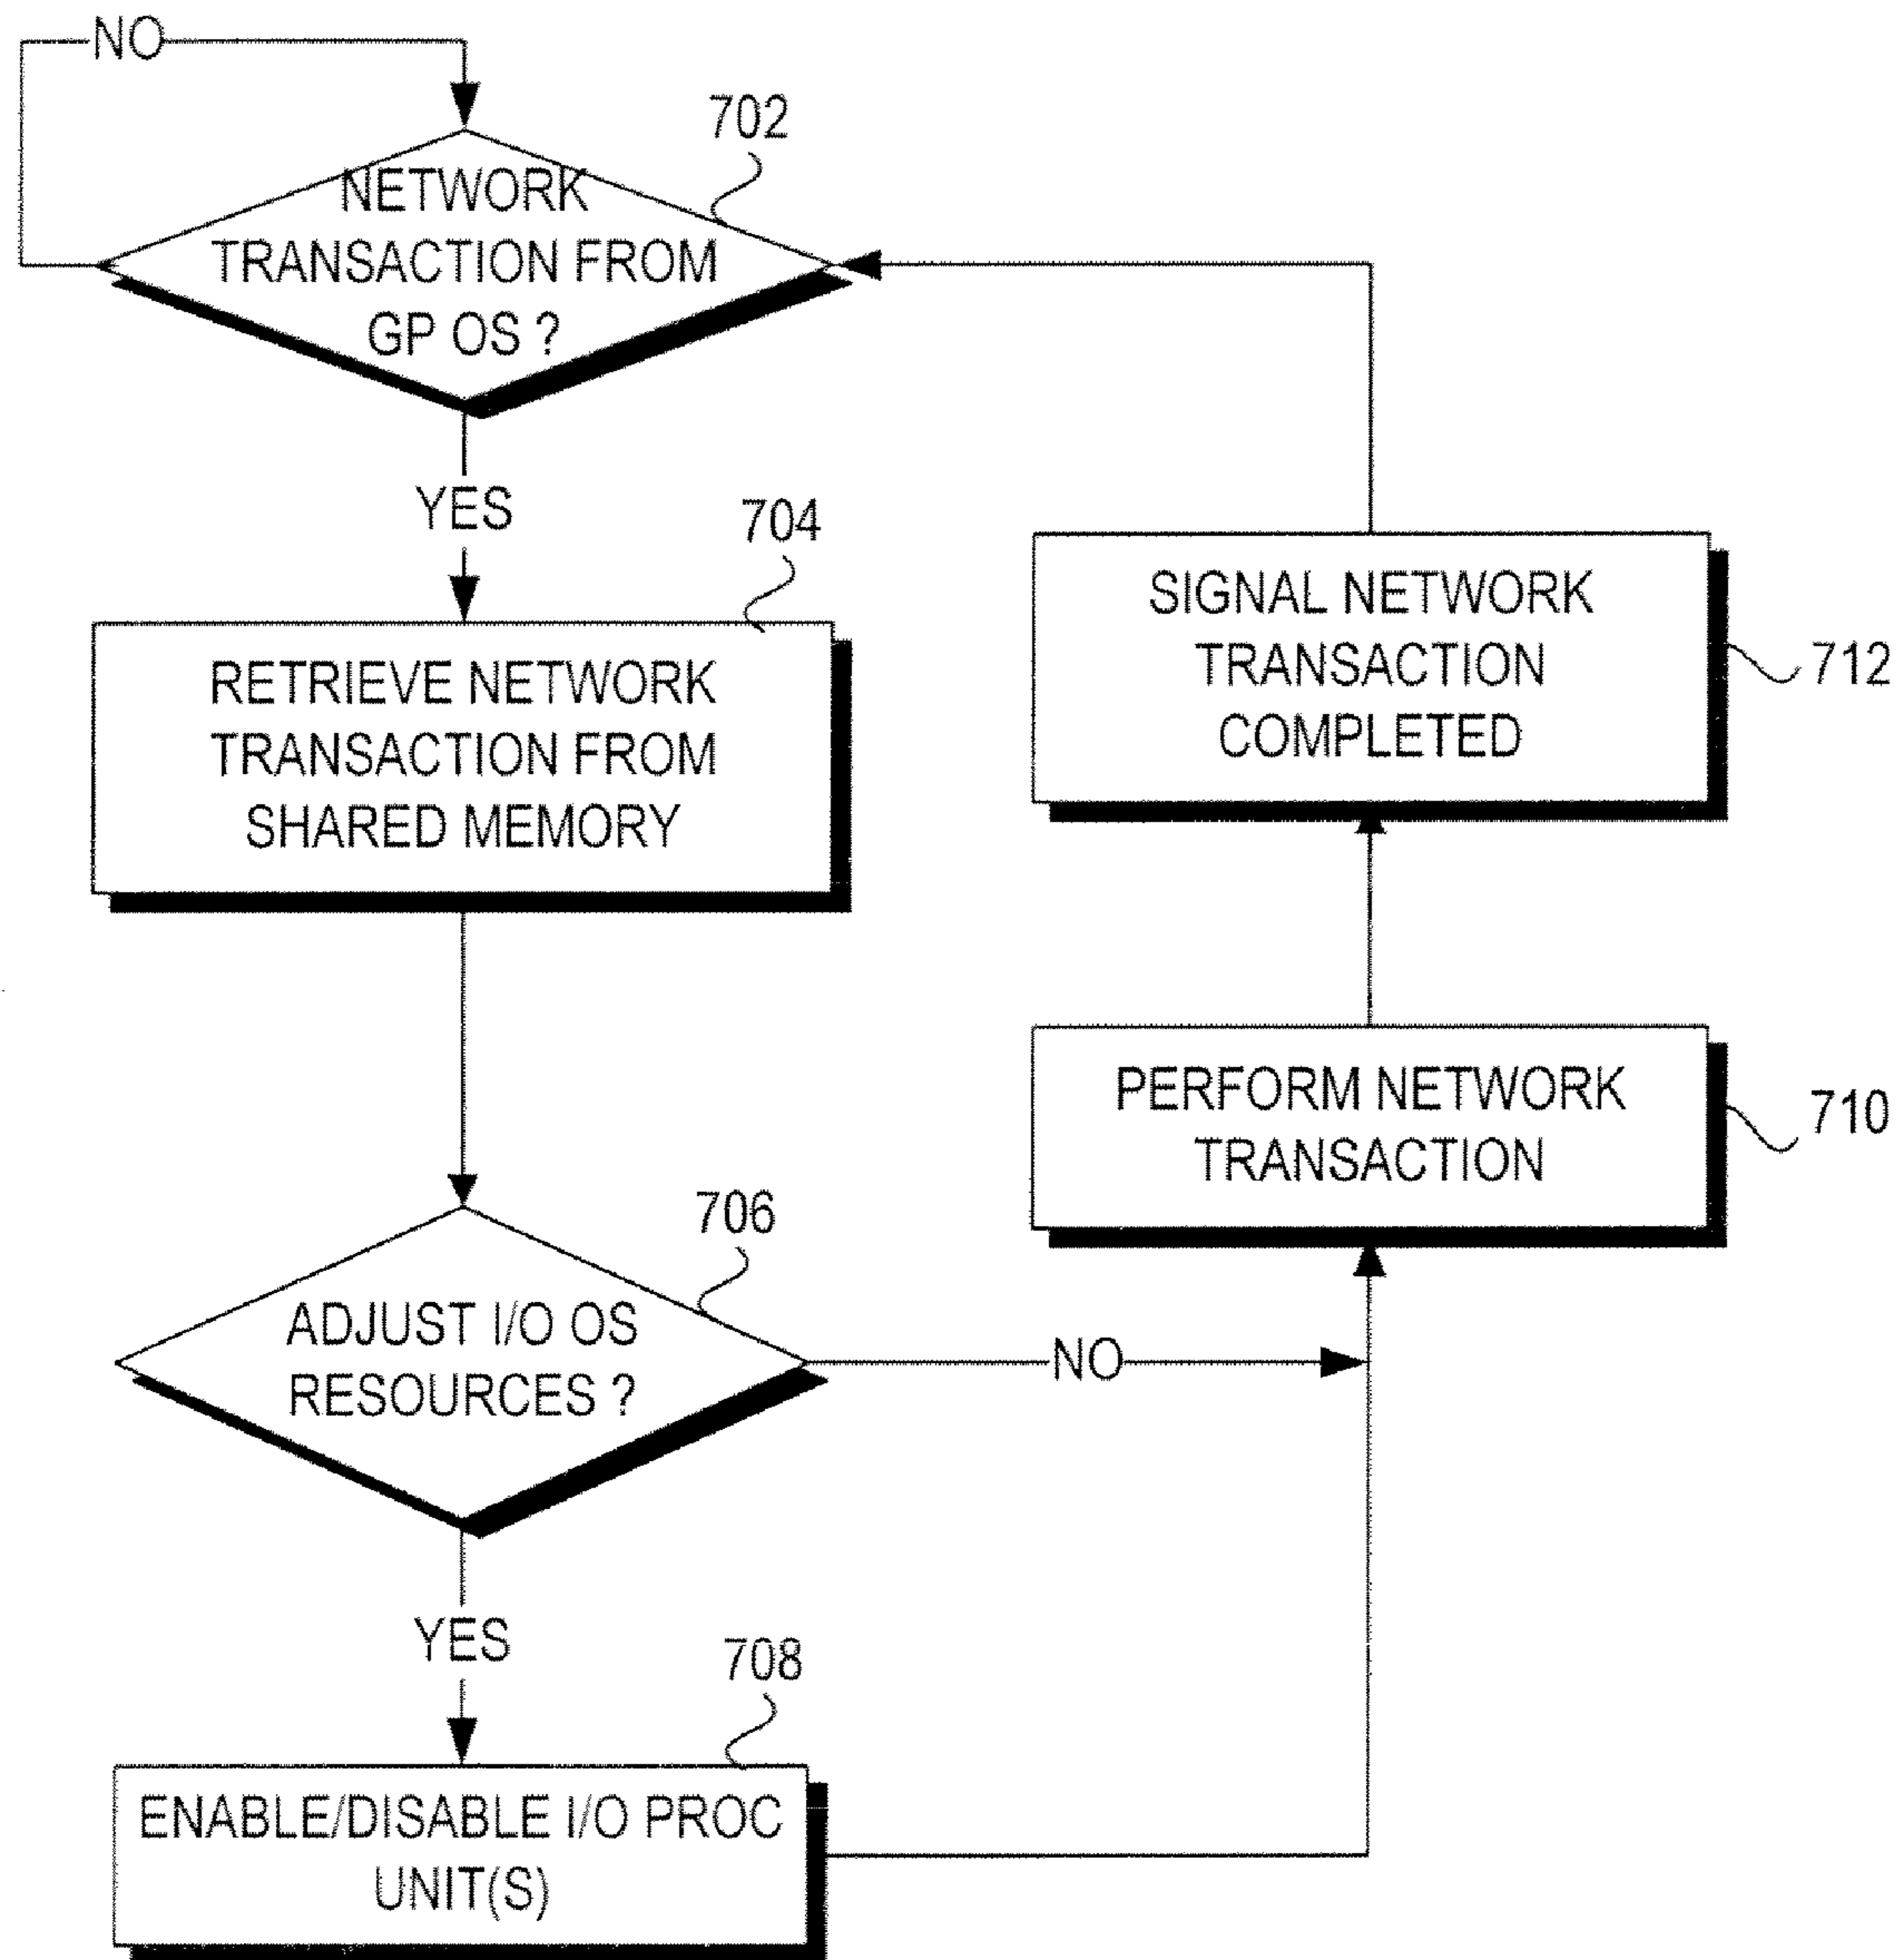 NO
702
NETWORK
TRANSACTION FROM
GP OS ?
YES
704
RETRIEVE NETWORK
TRANSACTION FROM
SHARED MEMORY
706
ADJUST I/O OS
RESOURCES ?
NO
YES
708
ENABLE/DISABLE I/O PROC
UNIT(S)
PERFORM NETWORK
TRANSACTION
710
SIGNAL NETWORK
TRANSACTION
COMPLETED
712